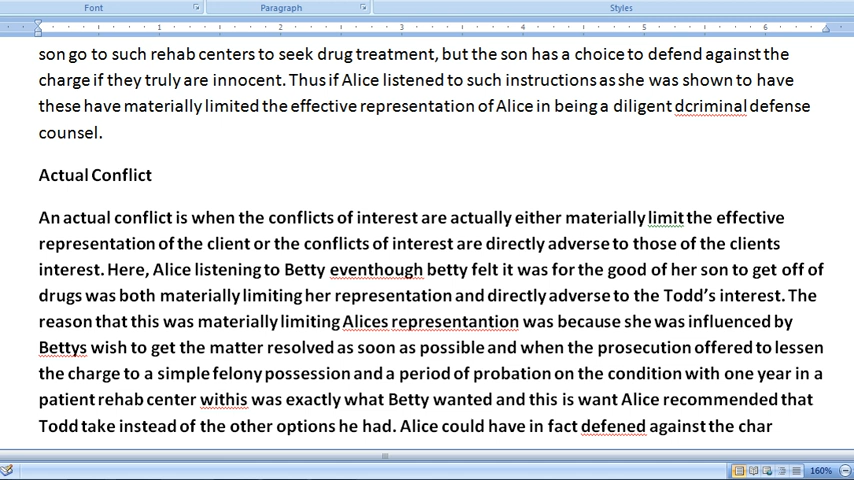 Font Paragraph Styles
1 2 3 4 5 6
son go to such rehab centers to seek drug treatment, but the son has a choice to defend against the
charge if they truly are innocent. Thus if Alice listened to such instructions as she was shown to have
these have materially limited the effective representation of Alice in being a diligent dcriminal defense
counsel.
Actual Conflict
An actual conflict is when the conflicts of interest are actually either materially limit the effective
representation of the client or the conflicts of interest are directly adverse to those of the clients
interest. Here, Alice listening to Betty eventhough betty felt it was for the good of her son to get off of
drugs was both materially limiting her representation and directly adverse to the Todd's interest. The
reason that this was materially limiting Alices representantion was because she was influenced by
Bettys wish to get the matter resolved as soon as possible and when the prosecution offered to lessen
the charge to a simple felony possession and a period of probation on the condition with one year in a
patient rehab center withis was exactly what Betty wanted and this is want Alice recommended that
Todd take instead of the other options he had. Alice could have in fact defened against the char
160%